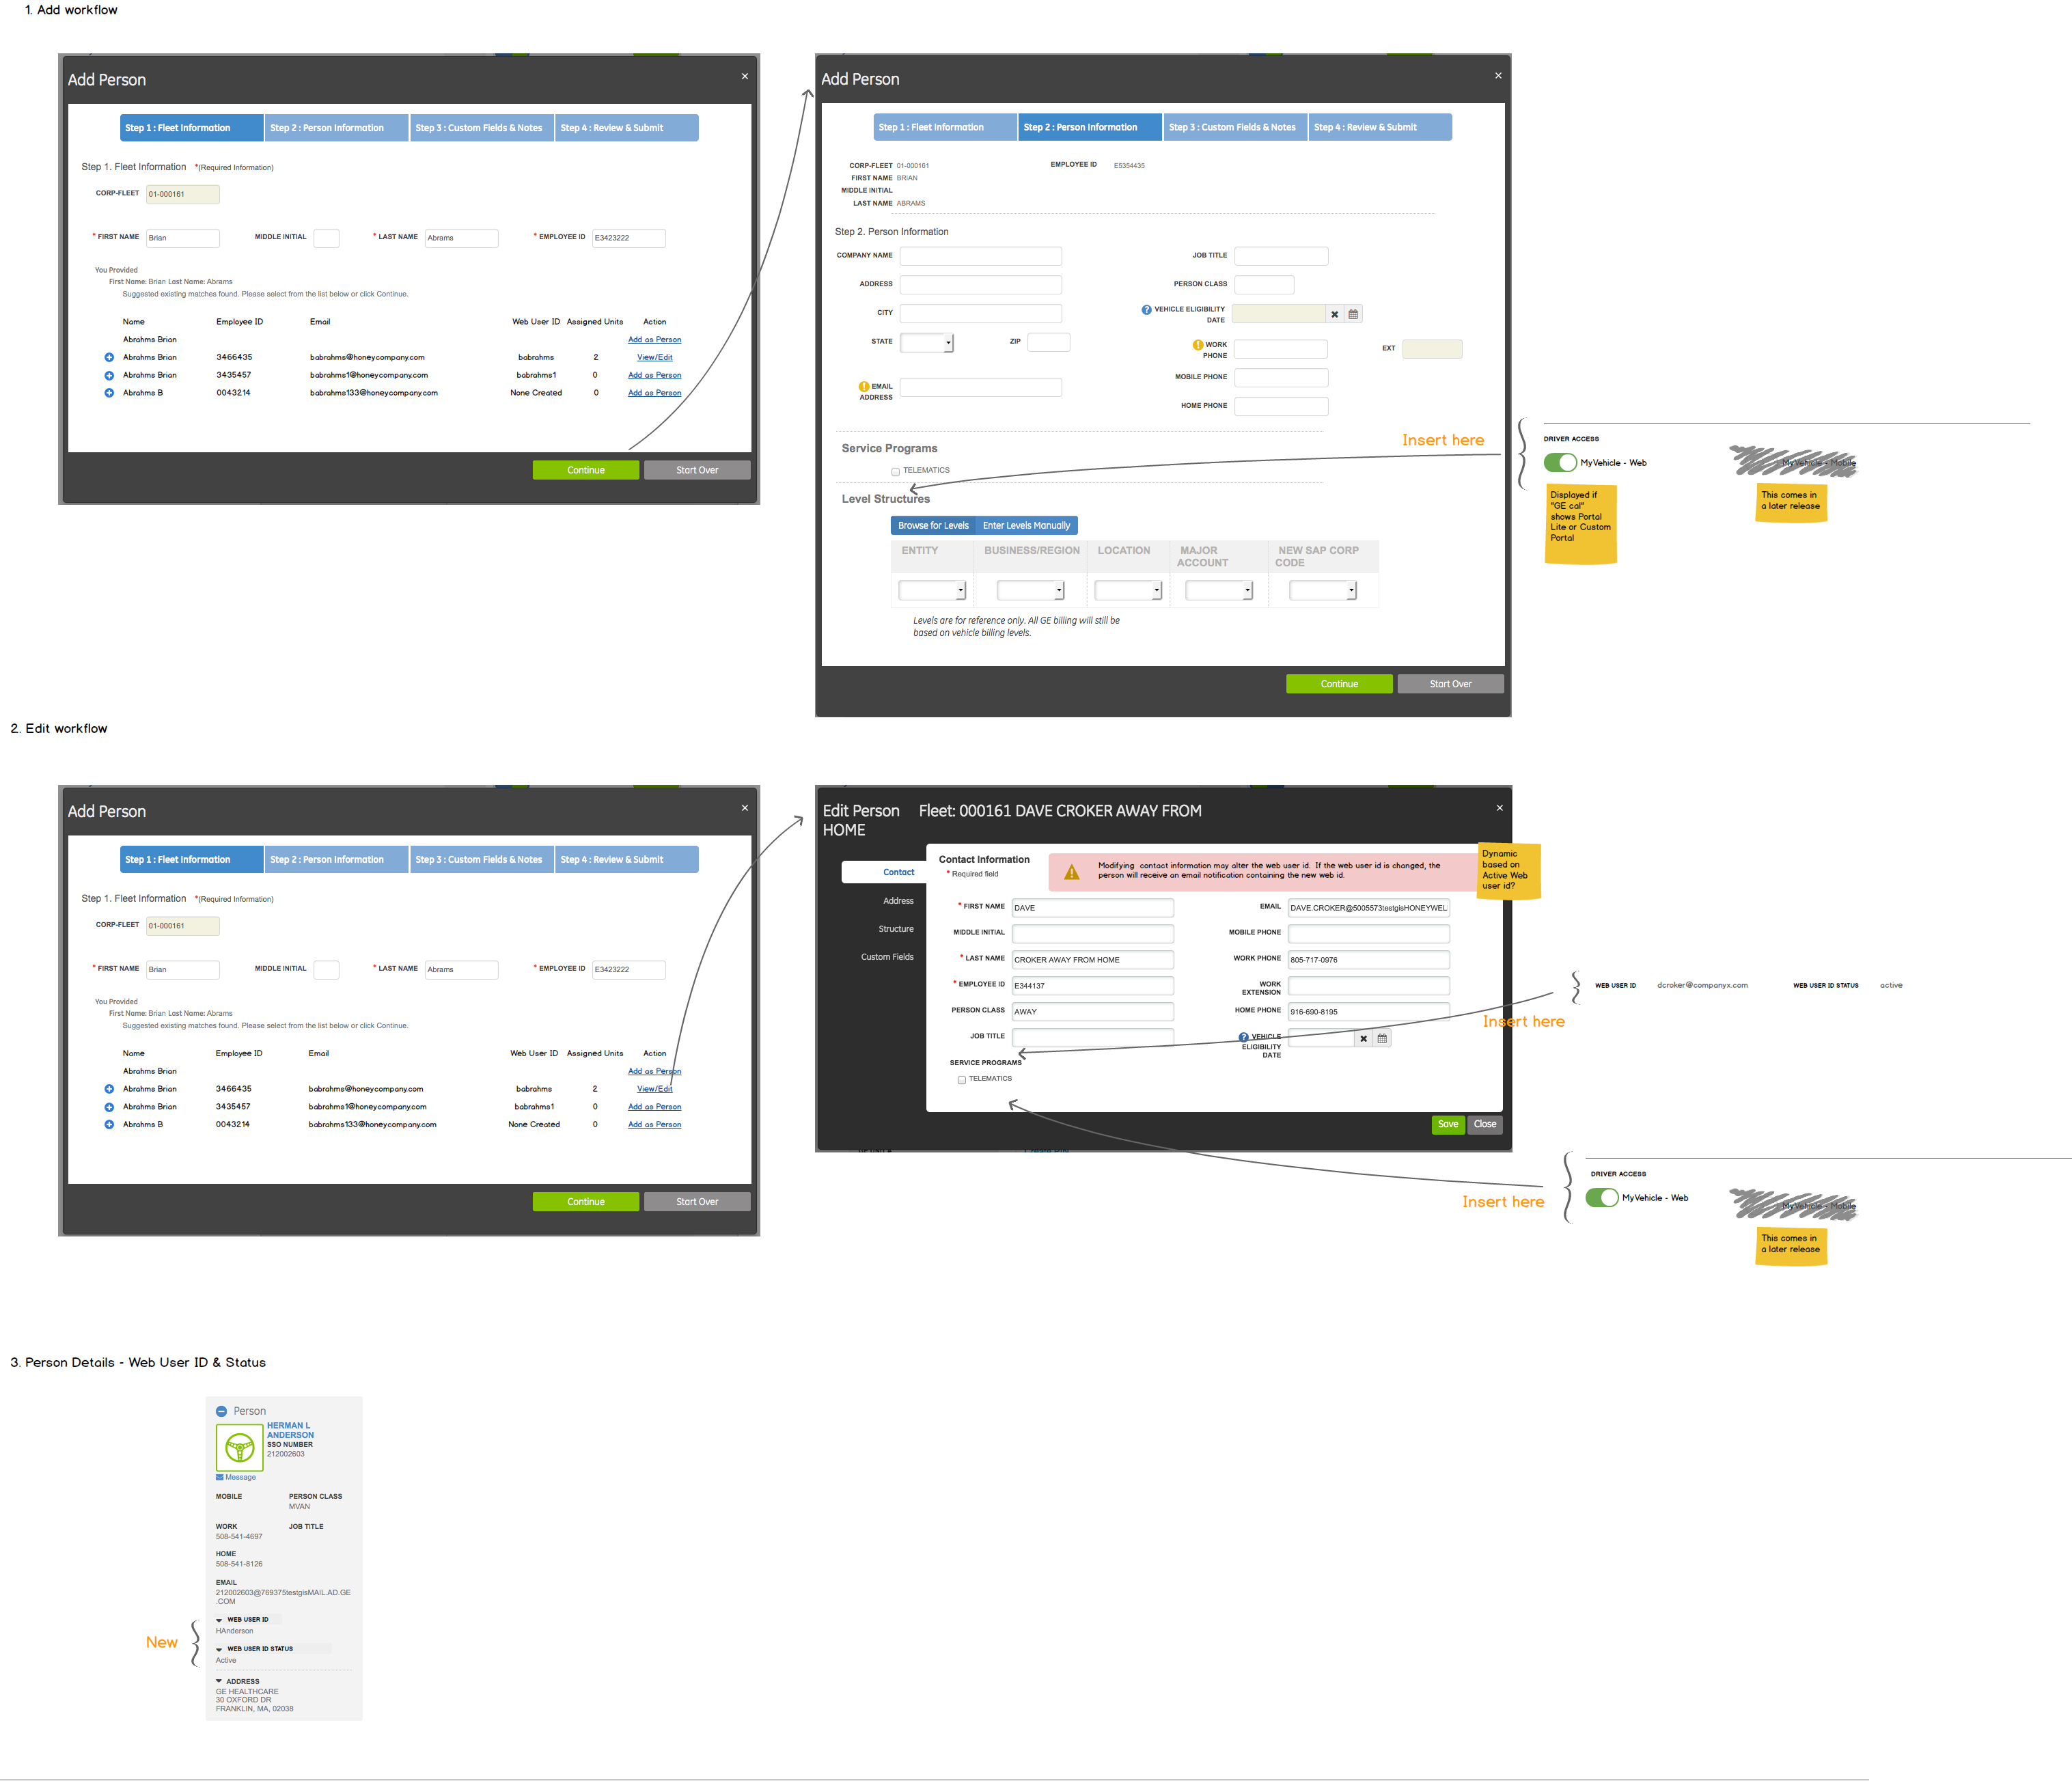 1. Add workflow
Add Person
×
Step 1 : Fleet Information
Step 2 : Person Information
Step 3 : Custom Fields & Notes
Step 4 : Review & Submit
Step 1. Fleet Information *(Required Information)
CORP-FLEET 01-000161
* FIRST NAME Brian MIDDLE INITIAL * LAST NAME Abrams * EMPLOYEE ID E3423222
You Provided
First Name: Brian Last Name: Abrams
Suggested existing matches found. Please select from the list below or click Continue.
Name Employee ID Email Web User ID Assigned Units Action
Abrahms Brian Add as Person
Abrahms Brian 3466435 babrahms@honeycompany.com babrahms 2 View/Edit
Abrahms Brian 3435457 babrahms1@honeycompany.com babrahms1 0 Add as Person
Abrahms B 0043214 babrahms133@honeycompany.com None Created 0 Add as Person
Continue Start Over
Add Person
×
Step 1 : Fleet Information
Step 2 : Person Information
Step 3 : Custom Fields & Notes
Step 4 : Review & Submit
CORP-FLEET 01-000161 EMPLOYEE ID E5354435
FIRST NAME BRIAN
MIDDLE INITIAL
LAST NAME ABRAMS
Step 2. Person Information
COMPANY NAME JOB TITLE
ADDRESS PERSON CLASS
CITY VEHICLE ELIGIBILITY
DATE
STATE ZIP WORK
PHONE EXT
MOBILE PHONE
EMAIL
ADDRESS
HOME PHONE
Service Programs
TELEMATICS
Level Structures
Browse for Levels Enter Levels Manually
ENTITY BUSINESS/REGION LOCATION MAJOR
ACCOUNT NEW SAP CORP
CODE
Levels are for reference only. All GE billing will still be
based on vehicle billing levels.
Continue Start Over
Insert here
DRIVER ACCESS
MyVehicle - Web MyVehicle - Mobile
Displayed if
"GE cal"
shows Portal
Lite or Custom
Portal
This comes in
a later release
2. Edit workflow
Add Person
×
Step 1 : Fleet Information
Step 2 : Person Information
Step 3 : Custom Fields & Notes
Step 4 : Review & Submit
Step 1. Fleet Information *(Required Information)
CORP-FLEET 01-000161
* FIRST NAME Brian MIDDLE INITIAL * LAST NAME Abrams * EMPLOYEE ID E3423222
You Provided
First Name: Brian Last Name: Abrams
Suggested existing matches found. Please select from the list below or click Continue.
Name Employee ID Email Web User ID Assigned Units Action
Abrahms Brian Add as Person
Abrahms Brian 3466435 babrahms@honeycompany.com babrahms 2 View/Edit
Abrahms Brian 3435457 babrahms1@honeycompany.com babrahms1 0 Add as Person
Abrahms B 0043214 babrahms133@honeycompany.com None Created 0 Add as Person
Continue Start Over
Edit Person Fleet: 000161 DAVE CROKER AWAY FROM
HOME
×
Contact
Address
Structure
Custom Fields
Contact Information
* Required field
Modifying contact information may alter the web user id. If the web user id is changed, the
person will receive an email notification containing the new web id.
Dynamic
based on
Active Web
user id?
* FIRST NAME DAVE EMAIL DAVE.CROKER@5005573testgisHONEYWEL
MIDDLE INITIAL MOBILE PHONE
* LAST NAME CROKER AWAY FROM HOME WORK PHONE 805-717-0976
* EMPLOYEE ID E344137 WORK
EXTENSION
PERSON CLASS AWAY HOME PHONE 916-690-8195
JOB TITLE VEHICLE
ELIGIBILITY
DATE
SERVICE PROGRAMS
TELEMATICS
Save Close
WEB USER ID dcroker@companyx.com WEB USER ID STATUS active
Insert here
Insert here
DRIVER ACCESS
MyVehicle - Web MyVehicle - Mobile
This comes in
a later release
3. Person Details - Web User ID & Status
Person
HERMAN L
ANDERSON
SSO NUMBER
212002603
Message
MOBILE PERSON CLASS
MVAN
WORK JOB TITLE
508-541-4697
HOME
508-541-8126
EMAIL
212002603@769375testgisMAIL.AD.GE
.COM
New
WEB USER ID
HAnderson
WEB USER ID STATUS
Active
ADDRESS
GE HEALTHCARE
30 OXFORD DR
FRANKLIN, MA, 02038